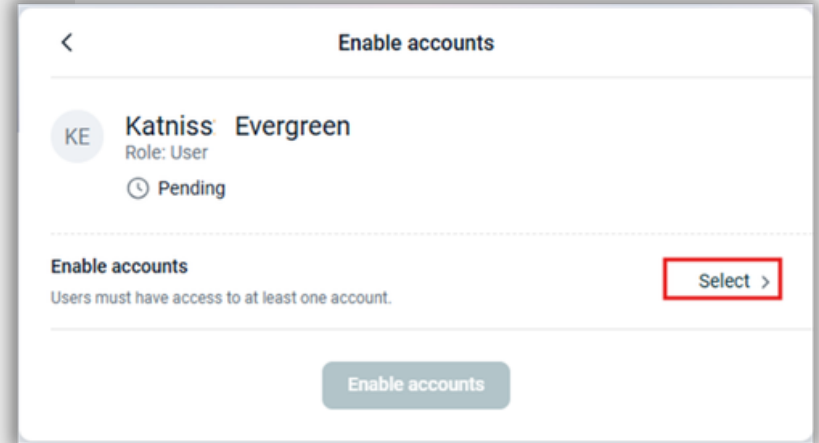 Enable accounts
KE
Katniss Evergreen
Role: User
Pending
Enable accounts
Users must have access to at least one account.
Select >
Enable accounts